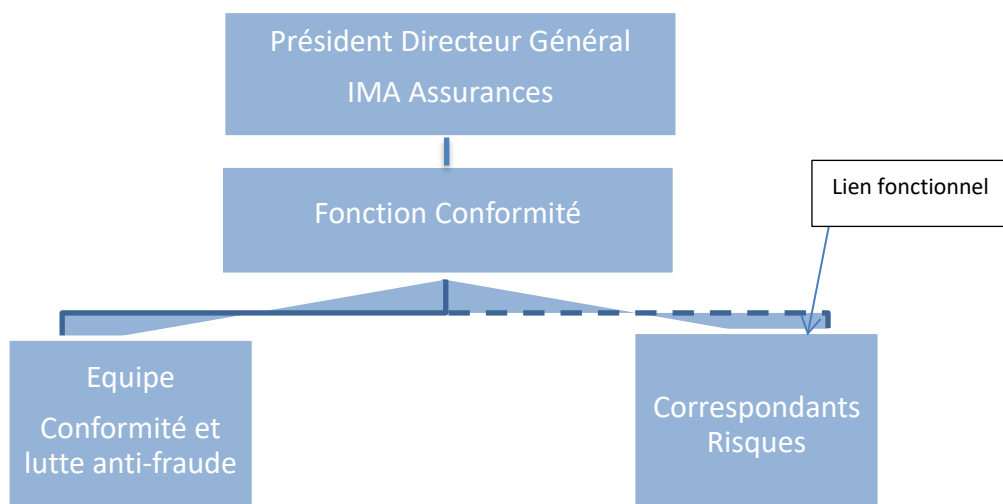 Président Directeur Général
IMA Assurances
Fonction Conformité
Lien fonctionnel
Equipe
Conformité et
lutte anti-fraude
Correspondants
Risques